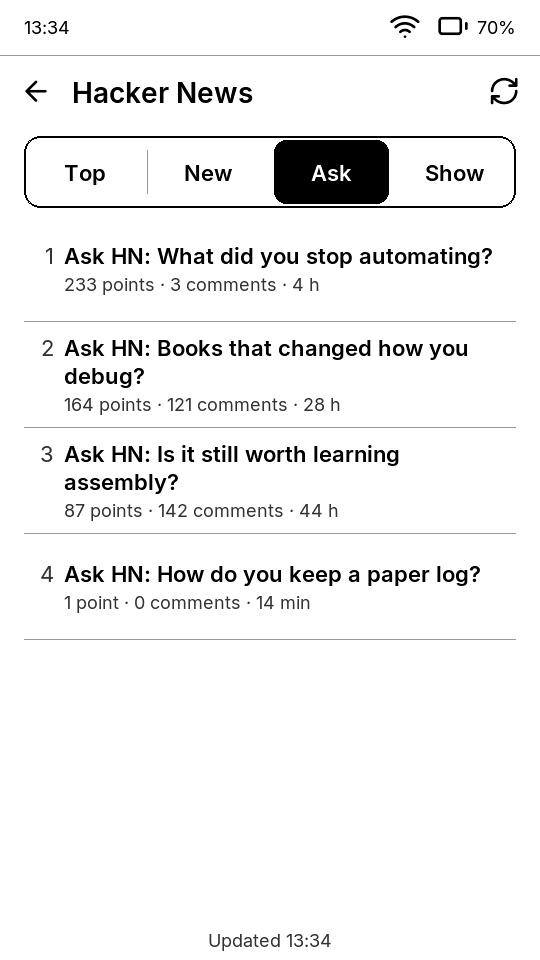 13:34
70%
Hacker News
Top New Ask Show
1 Ask HN: What did you stop automating?
233 points · 3 comments · 4 h
2 Ask HN: Books that changed how you
debug?
164 points · 121 comments · 28 h
3 Ask HN: Is it still worth learning
assembly?
87 points · 142 comments · 44 h
4 Ask HN: How do you keep a paper log?
1 point · 0 comments · 14 min
Updated 13:34